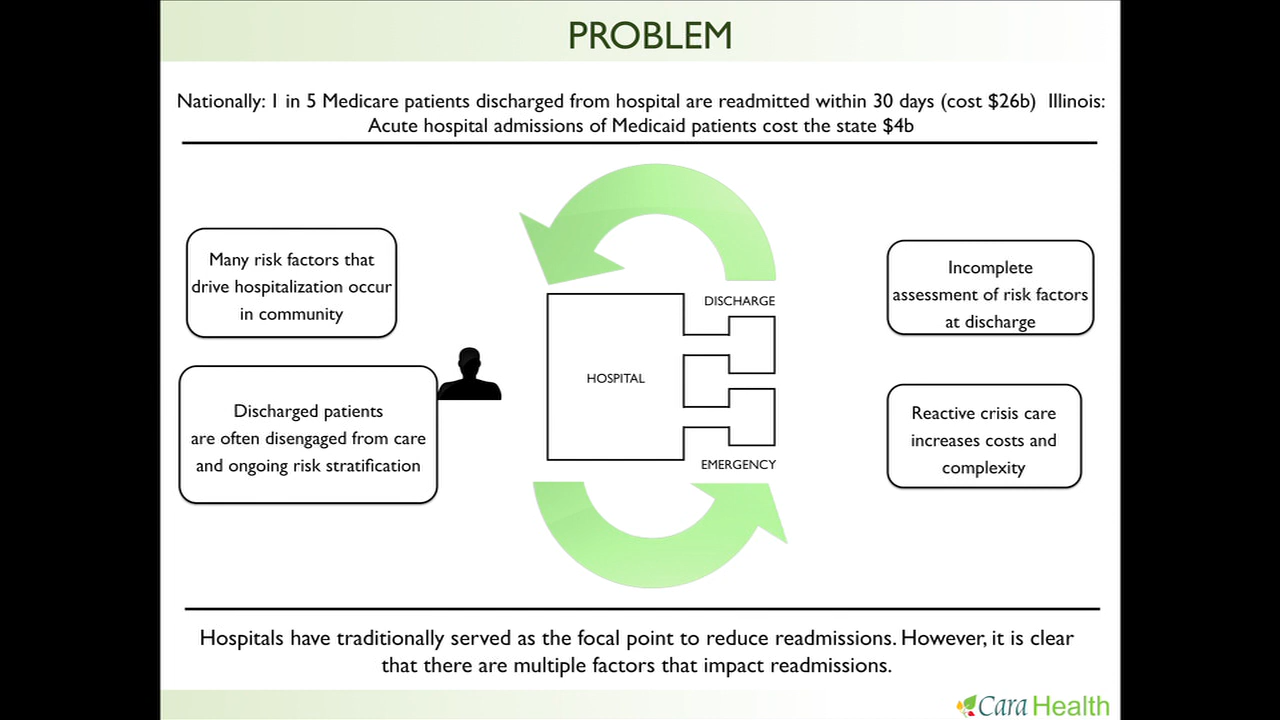 PROBLEM
Nationally: 1 in 5 Medicare patients discharged from hospital are readmitted within 30 days (cost $26b) Illinois:
Acute hospital admissions of Medicaid patients cost the state $4b
Many risk factors that
drive hospitalization occur
in community
Discharged patients
are often disengaged from care
and ongoing risk stratification
DISCHARGE
HOSPITAL
EMERGENCY
Incomplete
assessment of risk factors
at discharge
Reactive crisis care
increases costs and
complexity
Hospitals have traditionally served as the focal point to reduce readmissions. However, it is clear
that there are multiple factors that impact readmissions.
Cara Health